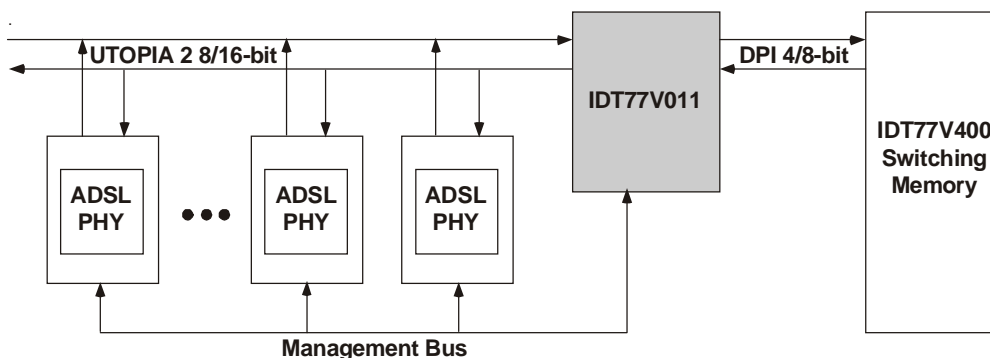 UTOPIA 2 8/16-bit
DPI 4/8-bit
IDT77V011
IDT77V400
Switching
Memory
ADSL
PHY
ADSL
PHY
ADSL
PHY
Management Bus